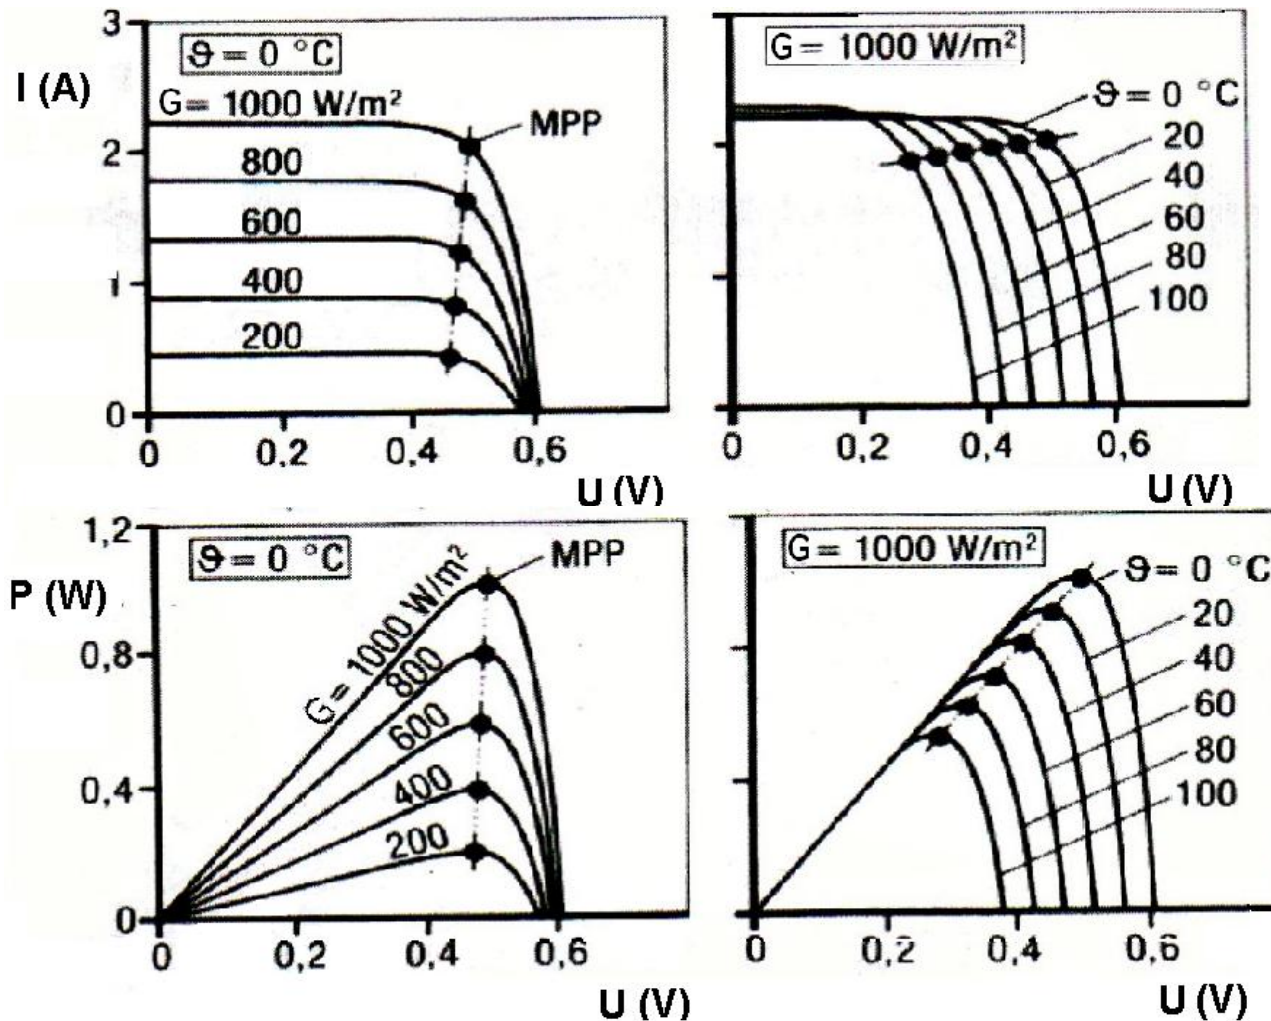 3
I (A)
2
1
0
ϑ = 0 °C
G = 1000 W/m²
MPP
800
600
400
200
0
0,2
0,4
0,6
U (V)
G = 1000 W/m²
ϑ = 0 °C
20
40
60
80
100
0
0,2
0,4
0,6
U (V)
1,2
P (W)
0,8
0,4
0
ϑ = 0 °C
MPP
G = 1000 W/m²
800
600
400
200
0
0,2
0,4
0,6
U (V)
G = 1000 W/m²
ϑ = 0 °C
20
40
60
80
100
0
0,2
0,4
0,6
U (V)